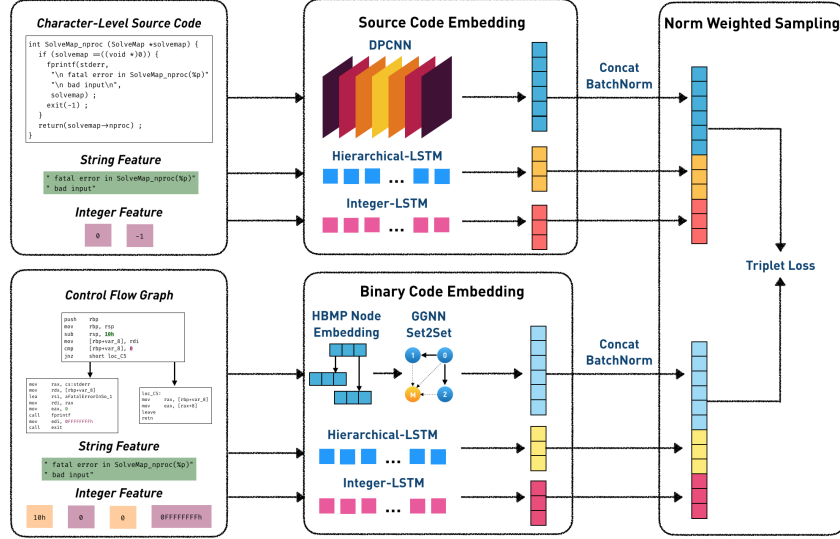 Character-Level Source Code
int SolveMap_nproc (SolveMap *solvemap) {
if (solvemap ==((void *)0)) {
fprintf(stderr,
"\n fatal error in SolveMap_nproc(%p)"
"\n bad input\n",
solvemap) ;
exit(-1) ;
}
return(solvemap->nproc) ;
}
String Feature
" fatal error in SolveMap_nproc(%p)"
" bad input"
Integer Feature
0 -1
Source Code Embedding
DPCNN
Hierarchical-LSTM
...
Integer-LSTM
...
Concat
BatchNorm
Norm Weighted Sampling
Triplet Loss
Control Flow Graph
push rbp
mov rbp, rsp
sub rsp, 10h
mov [rbp+var_8], rdi
cmp [rbp+var_8], 0
jnz short loc_C5
mov rax, cs:stderr
mov rdx, [rbp+var_8]
lea rsi, aFatalErrorInSo_1
mov rdi, rax
mov eax, 0
call fprintf
mov edi, 0FFFFFFFFh
call exit
loc_C5:
mov rax, [rbp+var_8]
mov eax, [rax+8]
leave
retn
String Feature
" fatal error in SolveMap_nproc(%p)"
" bad input"
Integer Feature
10h 0 0 0FFFFFFFFh
Binary Code Embedding
HBMP Node
Embedding
GGNN
Set2Set
1 0
M 2
Hierarchical-LSTM
...
Integer-LSTM
...
Concat
BatchNorm